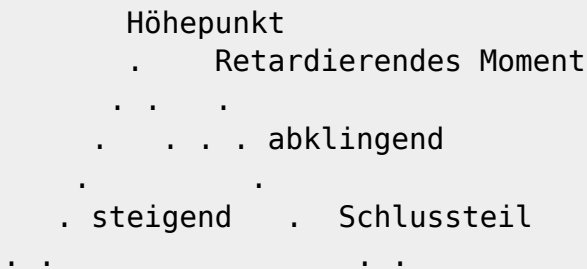 Höhepunkt
Retardierendes Moment
abklingend
steigend Schlussteil